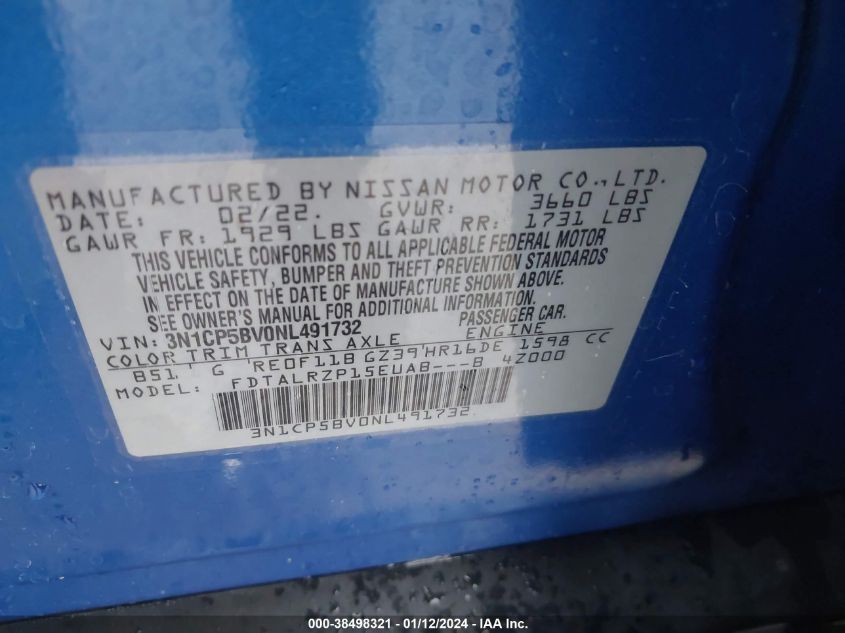 MANUFACTURED BY NISSAN MOTOR CO., LTD.
DATE: 02/22. GVWR: 3660 LBS
GAWR FR: 1929 LBS GAWR RR: 1731 LBS
THIS VEHICLE CONFORMS TO ALL APPLICABLE FEDERAL MOTOR
VEHICLE SAFETY, BUMPER AND THEFT PREVENTION STANDARDS
IN EFFECT ON THE DATE OF MANUFACTURE SHOWN ABOVE.
SEE OWNER'S MANUAL FOR ADDITIONAL INFORMATION.
VIN: 3N1CP5BV0NL491732 PASSENGER CAR.
COLOR TRIM TRANS AXLE ENGINE
B51 G RE0F11B GZ39 HR16DE 1598 CC
MODEL: FDTALRZP15EUAB---B 4Z000
3N1CP5BV0NL491732
000-38498321 - 01/12/2024 - IAA Inc.